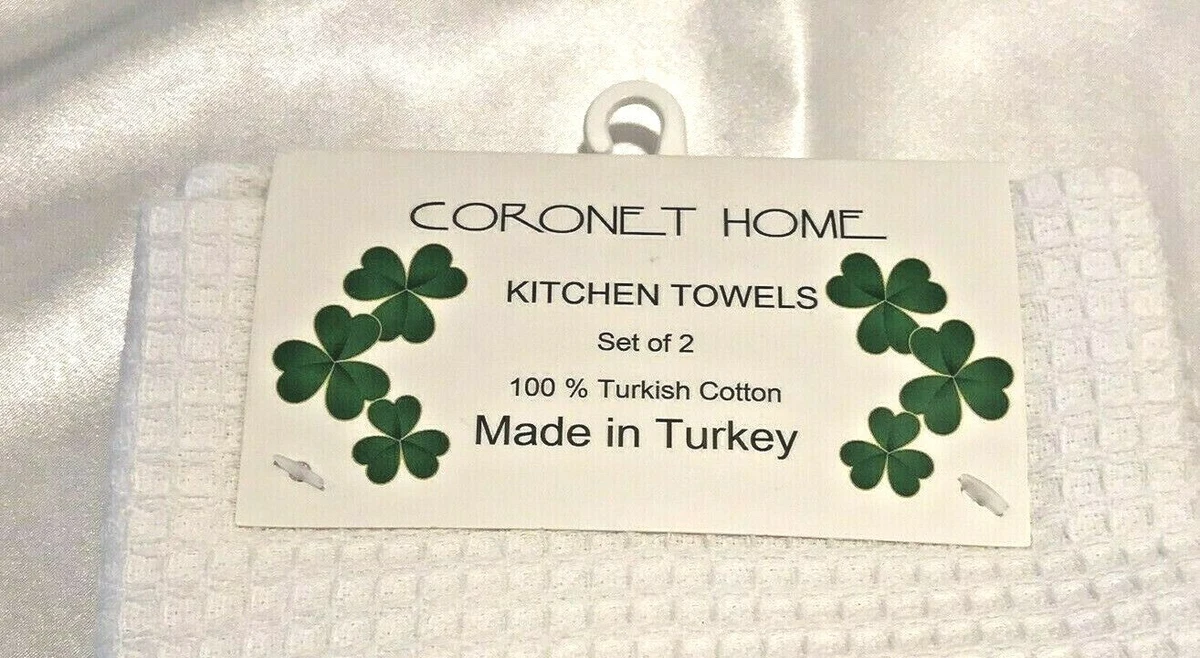 CORONET HOME
KITCHEN TOWELS
Set of 2
100 % Turkish Cotton
Made in Turkey